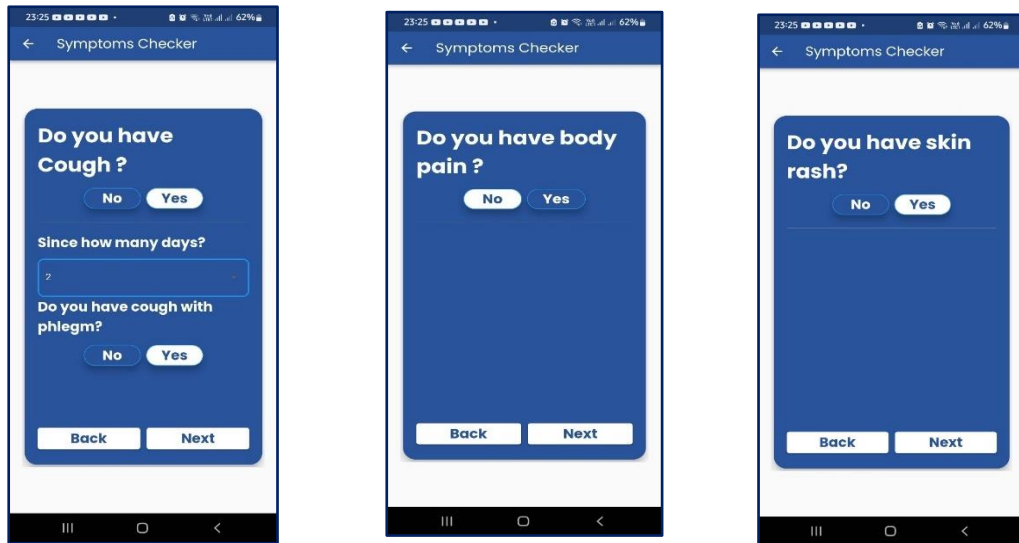 23:25
62%
Symptoms Checker
Do you have
Cough ?
No Yes
Since how many days?
2
Do you have cough with
phlegm?
No Yes
Back Next
23:25
62%
Symptoms Checker
Do you have body
pain ?
No Yes
Back Next
23:25
62%
Symptoms Checker
Do you have skin
rash?
No Yes
Back Next